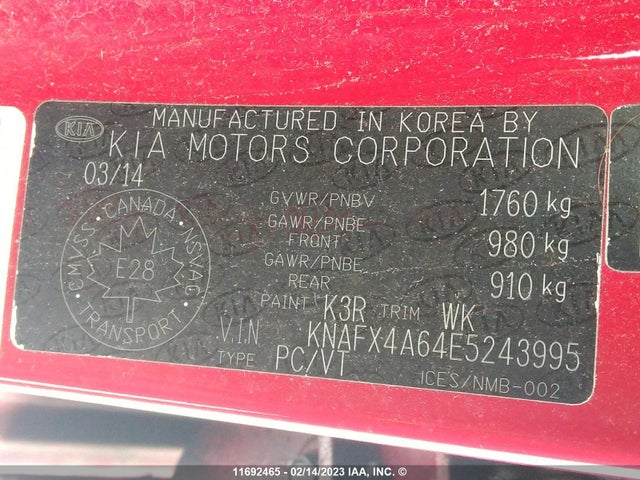 KIA
MANUFACTURED IN KOREA BY
KIA MOTORS CORPORATION
03/14
GVWR/PNBV 1760 kg
GAWR/PNBE
FRONT 980 kg
GAWR/PNBE
REAR 910 kg
PAINT K3R TRIM WK
V.I.N KNAFX4A64E5243995
TYPE PC/VT
ICES/NMB-002
CMVSS · CANADA · NSVAC
E28
TRANSPORT
11692465 - 02/14/2023 IAA, INC. ©